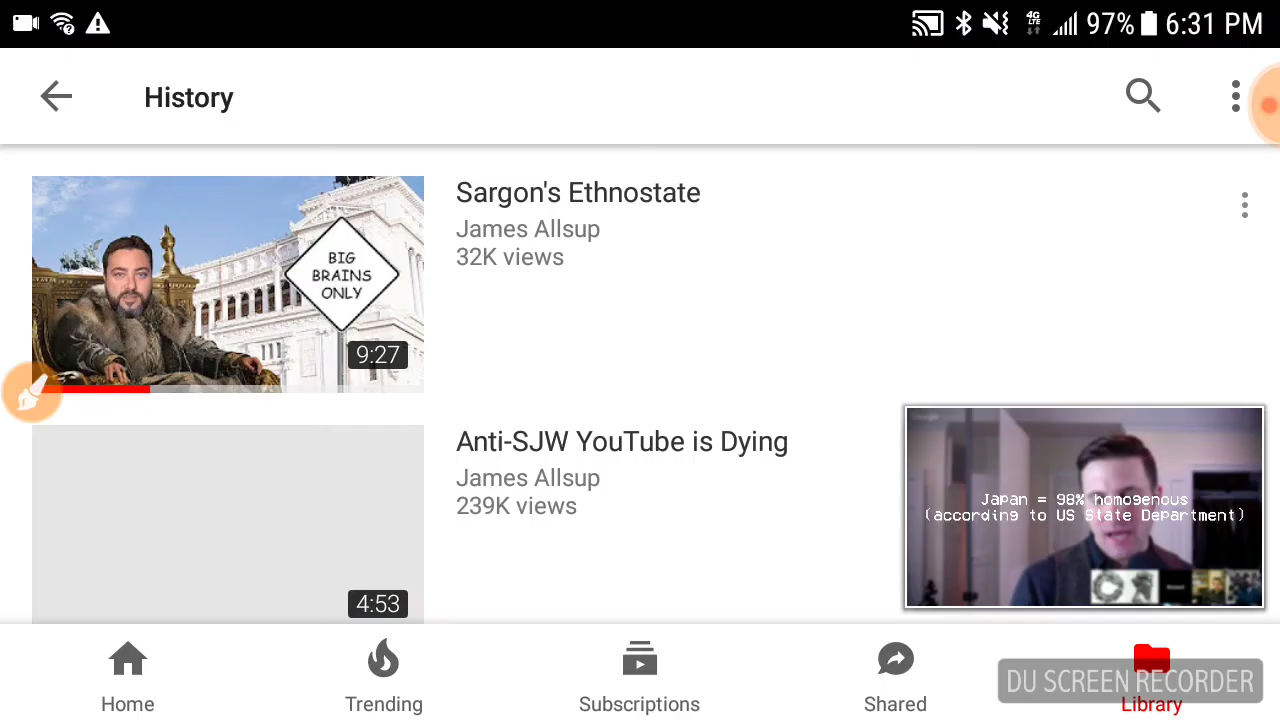 4G
LTE
97% 6:31 PM
History
BIG
BRAINS
ONLY
9:27
Sargon's Ethnostate
James Allsup
32K views
4:53
Anti-SJW YouTube is Dying
James Allsup
239K views
Japan = 98% homogenous
(according to US State Department)
Home
Trending
Subscriptions
Shared
Library
DU SCREEN RECORDER